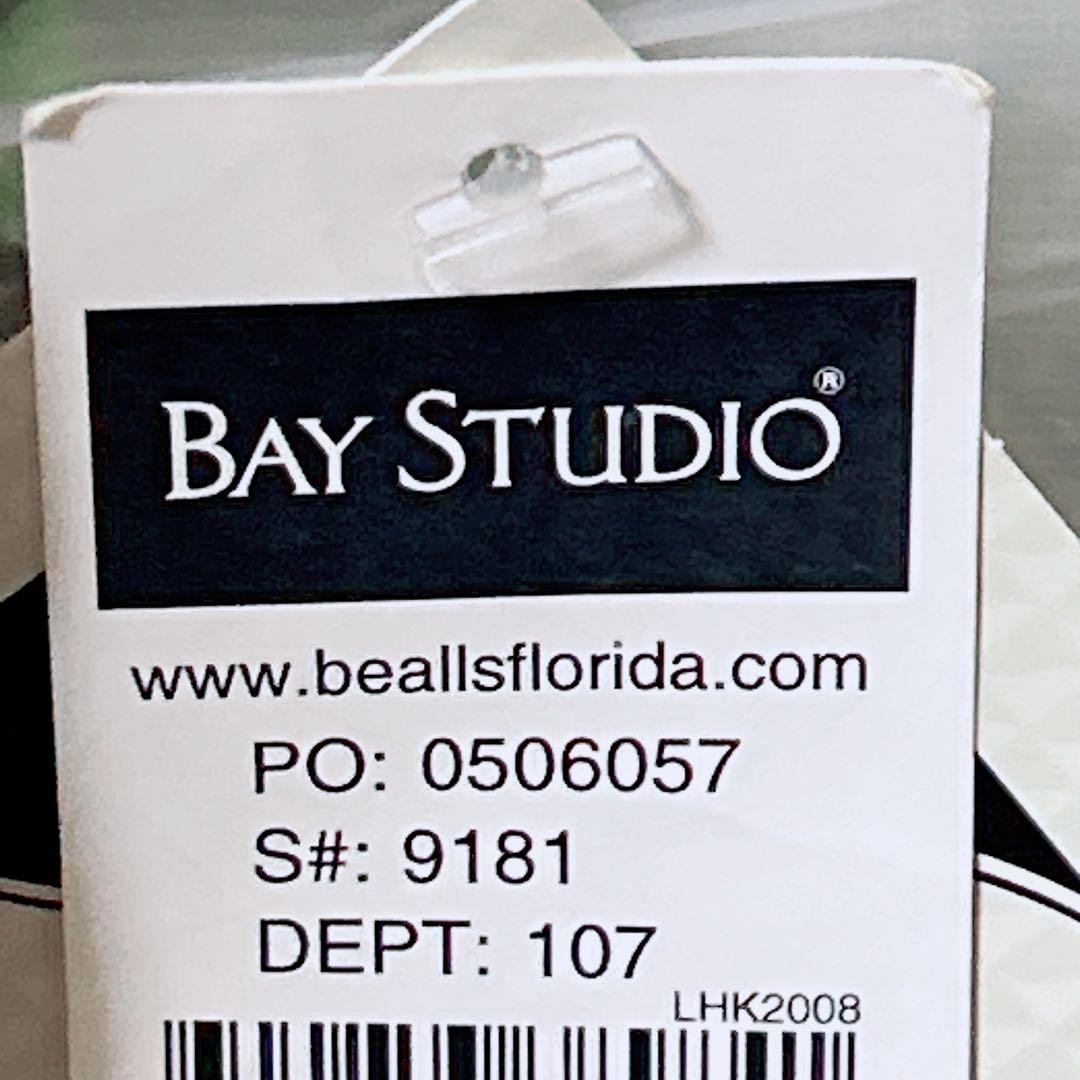 BAY STUDIO®
www.beallsflorida.com
PO: 0506057
S#: 9181
DEPT: 107
LHK2008